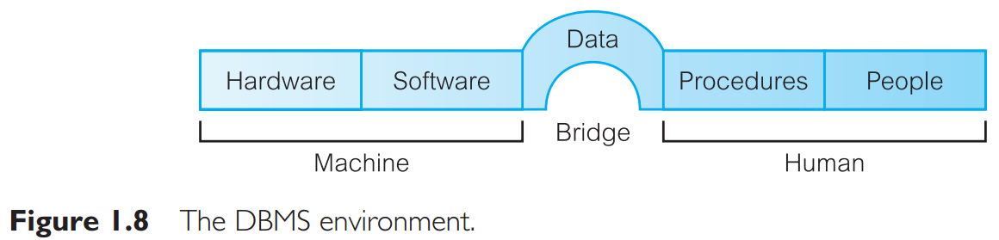 Data
Hardware Software Procedures People
Bridge
Machine Human
Figure 1.8 The DBMS environment.